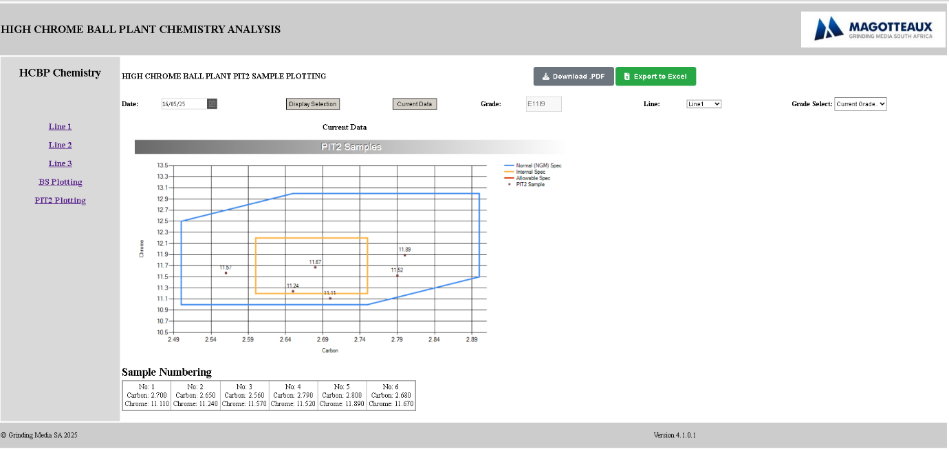 HIGH CHROME BALL PLANT CHEMISTRY ANALYSIS
MAGOTTEAUX
GRINDING MEDIA SOUTH AFRICA
HCBP Chemistry
Line 1
Line 2
Line 3
BS Plotting
PIT2 Plotting
HIGH CHROME BALL PLANT PIT2 SAMPLE PLOTTING
Download .PDF
Export to Excel
Date: 16/05/25 Display Selection Current Data Grade: E1119 Line: Line1 Grade Select: Current Grade
Current Data
PIT2 Samples
Normal (NGM) Spec
Internal Spec
Allowable Spec
PIT2 Sample
Chrome
13.5
13.3
13.1
12.9
12.7
12.5
12.3
12.1
11.9
11.7
11.5
11.3
11.1
10.9
10.7
10.5
11.89
11.67
11.57
11.52
11.24
11.11
2.49 2.54 2.59 2.64 2.69 2.74 2.79 2.84 2.89
Carbon
Sample Numbering
No: 1 No: 2 No: 3 No: 4 No: 5 No: 6
Carbon: 2.700 Carbon: 2.650 Carbon: 2.560 Carbon: 2.790 Carbon: 2.800 Carbon: 2.680
Chrome: 11.110 Chrome: 11.240 Chrome: 11.570 Chrome: 11.520 Chrome: 11.890 Chrome: 11.670
© Grinding Media SA 2025 Version 4.1.0.1